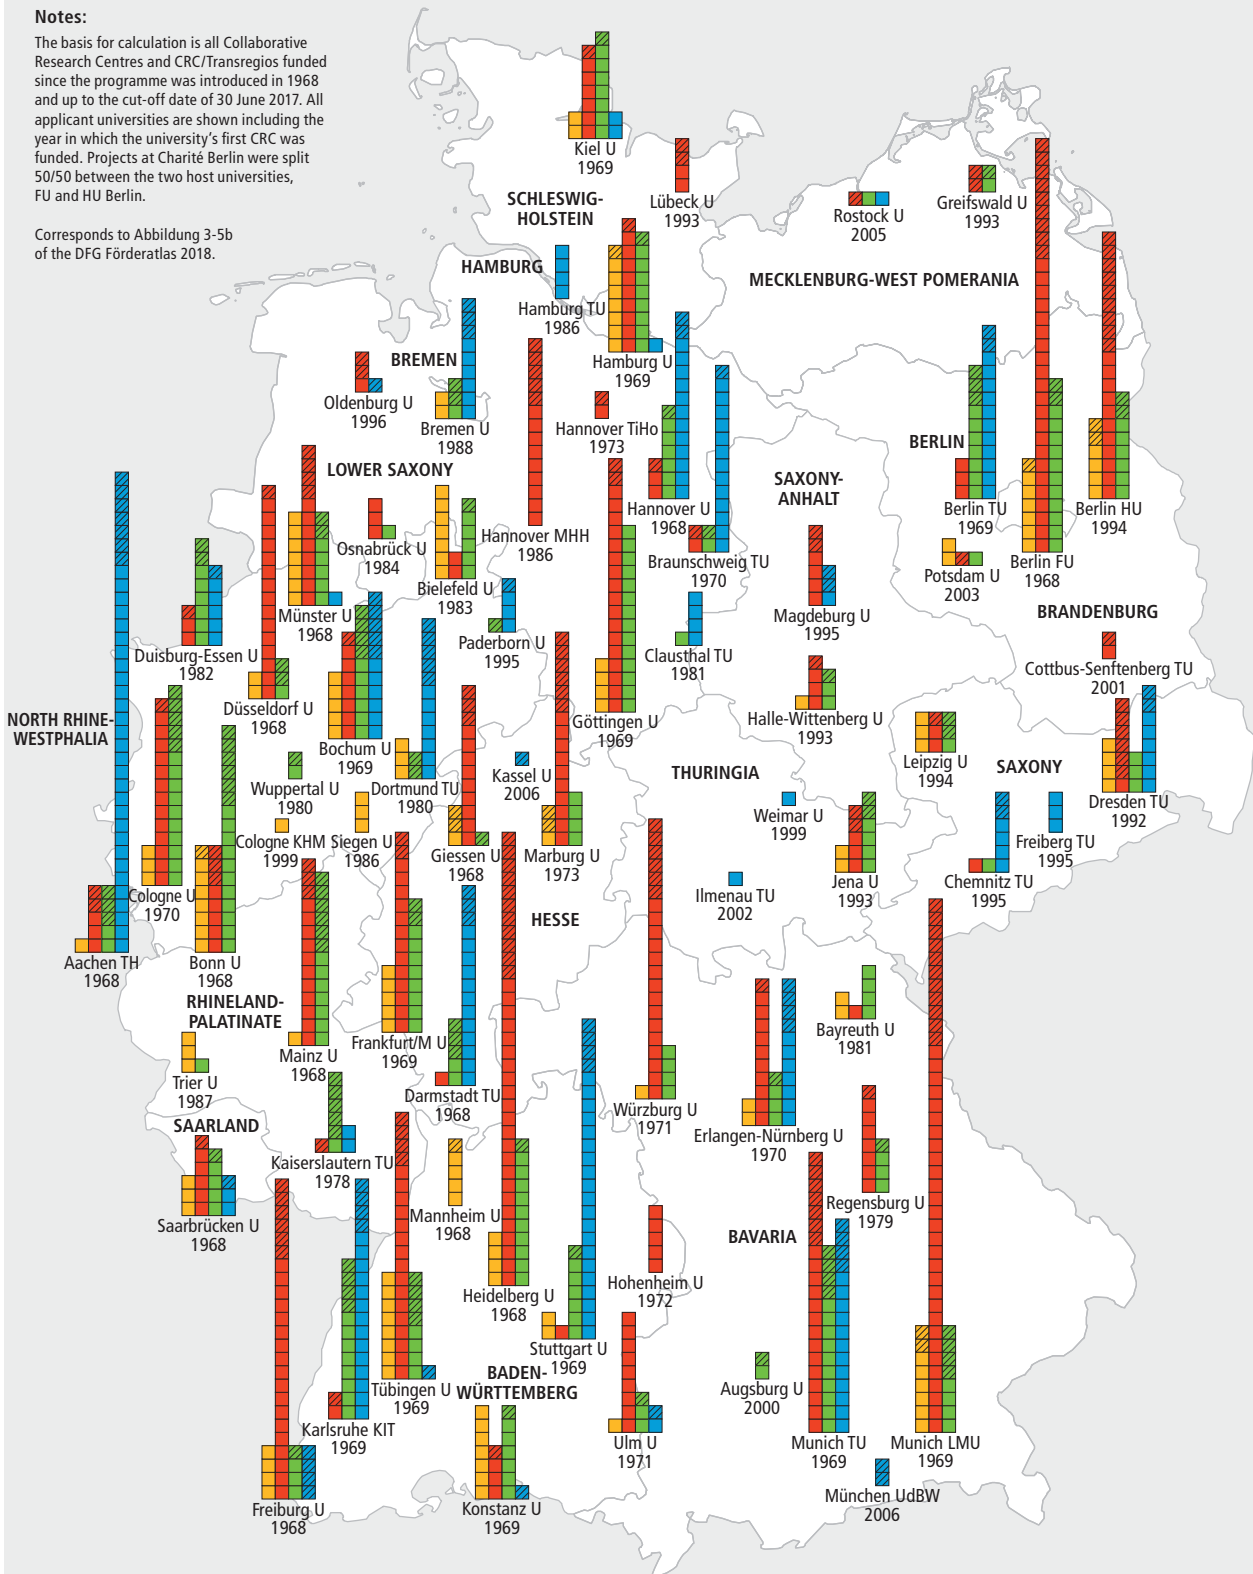 Notes:
The basis for calculation is all Collaborative
Research Centres and CRC/Transregios funded
since the programme was introduced in 1968
and up to the cut-off date of 30 June 2017. All
applicant universities are shown including the
year in which the university's first CRC was
funded. Projects at Charité Berlin were split
50/50 between the two host universities,
FU and HU Berlin.
Corresponds to Abbildung 3-5b
of the DFG Förderatlas 2018.
Kiel U
1969
Lübeck U
1993
SCHLESWIG-
HOLSTEIN
Rostock U
2005
Greifswald U
1993
HAMBURG
MECKLENBURG-WEST POMERANIA
Hamburg TU
1986
Hamburg U
1969
BREMEN
Oldenburg U
1996
Bremen U
1988
Hannover TiHo
1973
BERLIN
LOWER SAXONY
SAXONY-
ANHALT
Hannover U
1968
Berlin TU
1969
Berlin HU
1994
Osnabrück U
1984
Hannover MHH
1986
Braunschweig TU
1970
Berlin FU
1968
Potsdam U
2003
Bielefeld U
1983
Münster U
1968
Magdeburg U
1995
BRANDENBURG
Paderborn U
1995
Clausthal TU
1981
Duisburg-Essen U
1982
Cottbus-Senftenberg TU
2001
Düsseldorf U
1968
Göttingen U
1969
Halle-Wittenberg U
1993
NORTH RHINE-
WESTPHALIA
Bochum U
1969
Leipzig U
1994
SAXONY
Wuppertal U
1980
Dortmund TU
1980
Kassel U
2006
THURINGIA
Dresden TU
1992
Weimar U
1999
Cologne KHM
1999
Siegen U
1986
Giessen U
1968
Marburg U
1973
Freiberg TU
1995
Cologne U
1970
Jena U
1993
Chemnitz TU
1995
Ilmenau TU
2002
HESSE
Aachen TH
1968
Bonn U
1968
RHINELAND-
PALATINATE
Mainz U
1968
Frankfurt/M U
1969
Bayreuth U
1981
Trier U
1987
Darmstadt TU
1968
Würzburg U
1971
SAARLAND
Erlangen-Nürnberg U
1970
Kaiserslautern TU
1978
Regensburg U
1979
Saarbrücken U
1968
Mannheim U
1968
BAVARIA
Hohenheim U
1972
Heidelberg U
1968
Stuttgart U
1969
BADEN-
WÜRTTEMBERG
Tübingen U
1969
Augsburg U
2000
Karlsruhe KIT
1969
Ulm U
1971
Munich TU
1969
Munich LMU
1969
München UdBW
2006
Freiburg U
1968
Konstanz U
1969